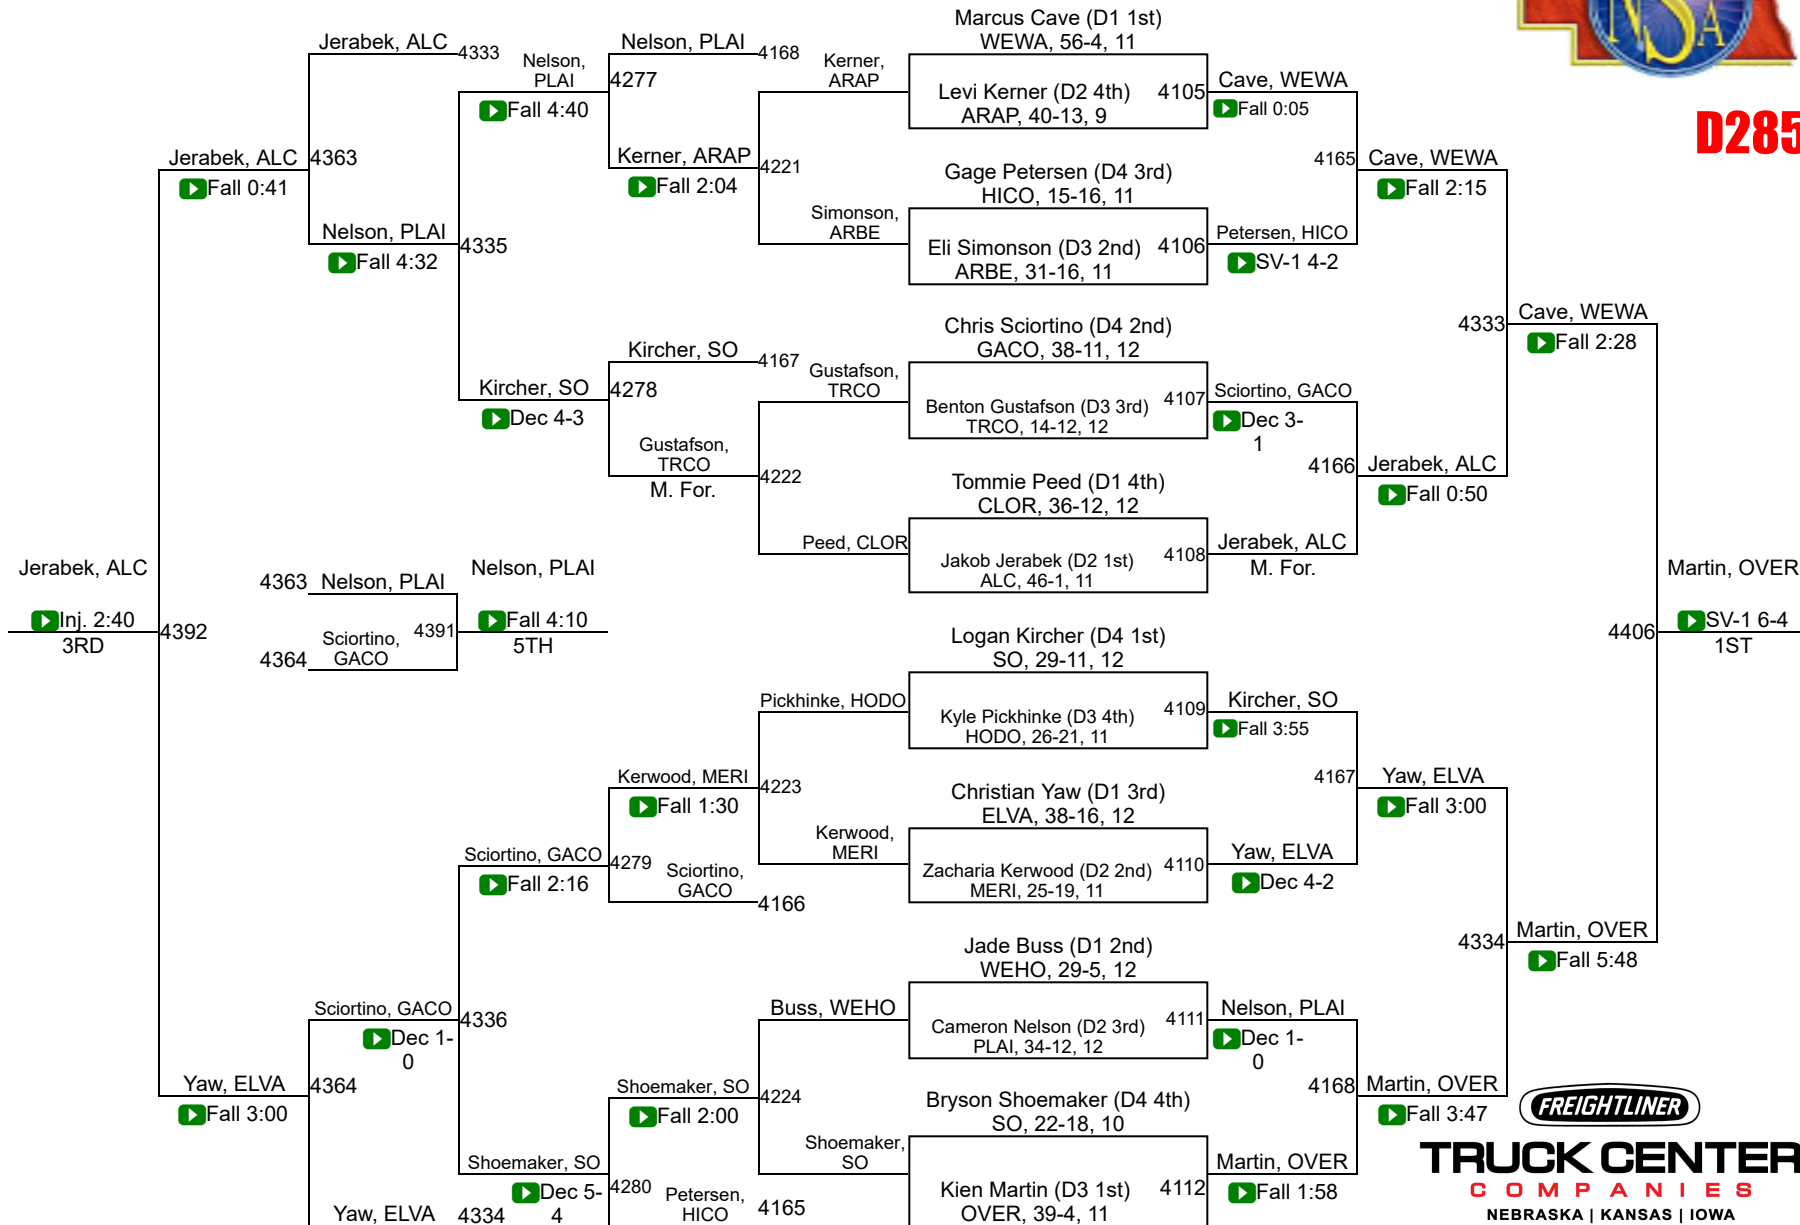 Marcus Cave (D1 1st)
WEWA, 56-4, 11
NSA
Jerabek, ALC
4333
Nelson, PLAI
4168
Nelson,
PLAI
4277
Kerner,
ARAP
Levi Kerner (D2 4th)
ARAP, 40-13, 9
4105
Cave, WEWA
Fall 0:05
Fall 4:40
D285
Jerabek, ALC
4363
Fall 0:41
Kerner, ARAP
4221
Fall 2:04
Gage Petersen (D4 3rd)
HICO, 15-16, 11
4165
Cave, WEWA
Fall 2:15
Nelson, PLAI
4335
Fall 4:32
Simonson,
ARBE
Eli Simonson (D3 2nd)
ARBE, 31-16, 11
4106
Petersen, HICO
SV-1 4-2
Chris Sciortino (D4 2nd)
GACO, 38-11, 12
4333
Cave, WEWA
Fall 2:28
Kircher, SO
4167
Kircher, SO
4278
Dec 4-3
Gustafson,
TRCO
Benton Gustafson (D3 3rd)
TRCO, 14-12, 12
4107
Sciortino, GACO
Dec 3-
1
Gustafson,
TRCO
M. For.
4222
Tommie Peed (D1 4th)
CLOR, 36-12, 12
4166
Jerabek, ALC
Fall 0:50
Peed, CLOR
Jakob Jerabek (D2 1st)
ALC, 46-1, 11
4108
Jerabek, ALC
M. For.
Jerabek, ALC
Inj. 2:40
3RD
4392
4363
Nelson, PLAI
Sciortino,
GACO
4364
4391
Nelson, PLAI
Fall 4:10
5TH
Martin, OVER
4406
SV-1 6-4
1ST
Logan Kircher (D4 1st)
SO, 29-11, 12
Pickhinke, HODO
Kyle Pickhinke (D3 4th)
HODO, 26-21, 11
4109
Kircher, SO
Fall 3:55
Kerwood, MERI
4223
Fall 1:30
Christian Yaw (D1 3rd)
ELVA, 38-16, 12
4167
Yaw, ELVA
Fall 3:00
Kerwood,
MERI
Zacharia Kerwood (D2 2nd)
MERI, 25-19, 11
4110
Yaw, ELVA
Dec 4-2
Sciortino, GACO
4279
Fall 2:16
Sciortino,
GACO
4166
Jade Buss (D1 2nd)
WEHO, 29-5, 12
4334
Martin, OVER
Fall 5:48
Sciortino, GACO
4336
Dec 1-
0
Buss, WEHO
Cameron Nelson (D2 3rd)
PLAI, 34-12, 12
4111
Nelson, PLAI
Dec 1-
0
Yaw, ELVA
4364
Fall 3:00
Shoemaker, SO
4224
Fall 2:00
Bryson Shoemaker (D4 4th)
SO, 22-18, 10
4168
Martin, OVER
Fall 3:47
Shoemaker, SO
4280
Dec 5-
4
Shoemaker,
SO
Kien Martin (D3 1st)
OVER, 39-4, 11
4112
Martin, OVER
Fall 1:58
Yaw, ELVA
4334
Petersen,
HICO
4165
FREIGHTLINER
TRUCK CENTER
COMPANIES
NEBRASKA | KANSAS | IOWA